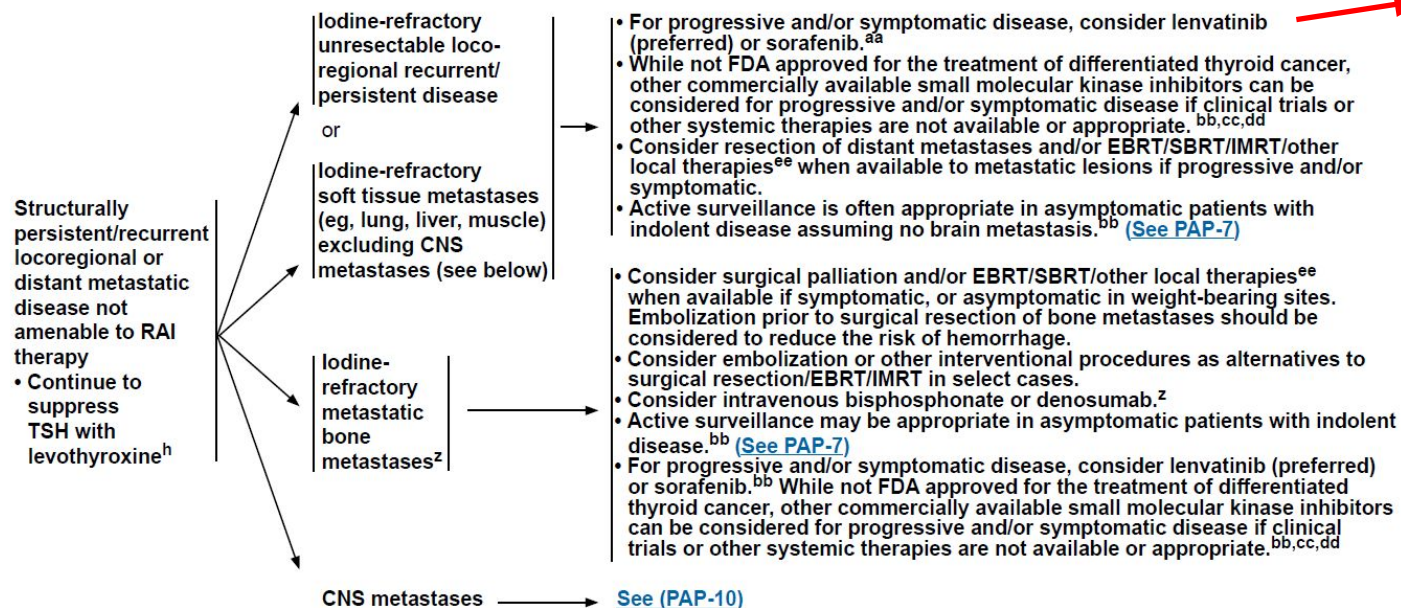 Structurally
persistent/recurrent
locoregional or
distant metastatic
disease not
amenable to RAI
therapy
• Continue to
suppress
TSH with
levothyroxineh
Iodine-refractory
unresectable loco-
regional recurrent/
persistent disease
or
Iodine-refractory
soft tissue metastases
(eg, lung, liver, muscle)
excluding CNS
metastases (see below)
• For progressive and/or symptomatic disease, consider lenvatinib
(preferred) or sorafenib.aa
• While not FDA approved for the treatment of differentiated thyroid cancer,
other commercially available small molecular kinase inhibitors can be
considered for progressive and/or symptomatic disease if clinical trials or
other systemic therapies are not available or appropriate. bb,cc,dd
• Consider resection of distant metastases and/or EBRT/SBRT/IMRT/other
local therapiesee when available to metastatic lesions if progressive and/or
symptomatic.
• Active surveillance is often appropriate in asymptomatic patients with
indolent disease assuming no brain metastasis.bb (See PAP-7)
Iodine-
refractory
metastatic
bone
metastasesz
• Consider surgical palliation and/or EBRT/SBRT/other local therapiesee
when available if symptomatic, or asymptomatic in weight-bearing sites.
Embolization prior to surgical resection of bone metastases should be
considered to reduce the risk of hemorrhage.
• Consider embolization or other interventional procedures as alternatives to
surgical resection/EBRT/IMRT in select cases.
• Consider intravenous bisphosphonate or denosumab.z
• Active surveillance may be appropriate in asymptomatic patients with indolent
disease.bb (See PAP-7)
• For progressive and/or symptomatic disease, consider lenvatinib (preferred)
or sorafenib.bb While not FDA approved for the treatment of differentiated
thyroid cancer, other commercially available small molecular kinase inhibitors
can be considered for progressive and/or symptomatic disease if clinical
trials or other systemic therapies are not available or appropriate.bb,cc,dd
CNS metastases
See (PAP-10)